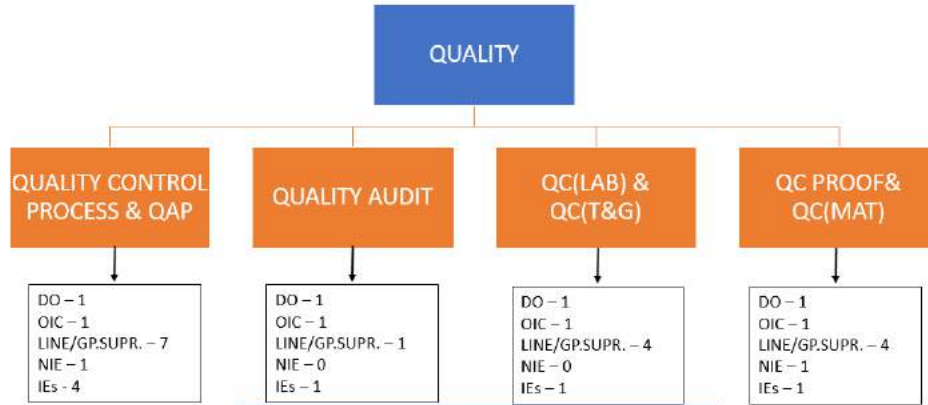 QUALITY
QUALITY CONTROL
PROCESS & QAP
QUALITY AUDIT
QC(LAB) &
QC(T&G)
QC PROOF&
QC(MAT)
DO – 1
OIC – 1
LINE/GP.SUPR. – 7
NIE – 1
IEs - 4
DO – 1
OIC – 1
LINE/GP.SUPR. – 1
NIE – 0
IEs – 1
DO – 1
OIC – 1
LINE/GP.SUPR. – 4
NIE – 0
IEs – 1
DO – 1
OIC – 1
LINE/GP.SUPR. – 4
NIE – 1
IEs – 1